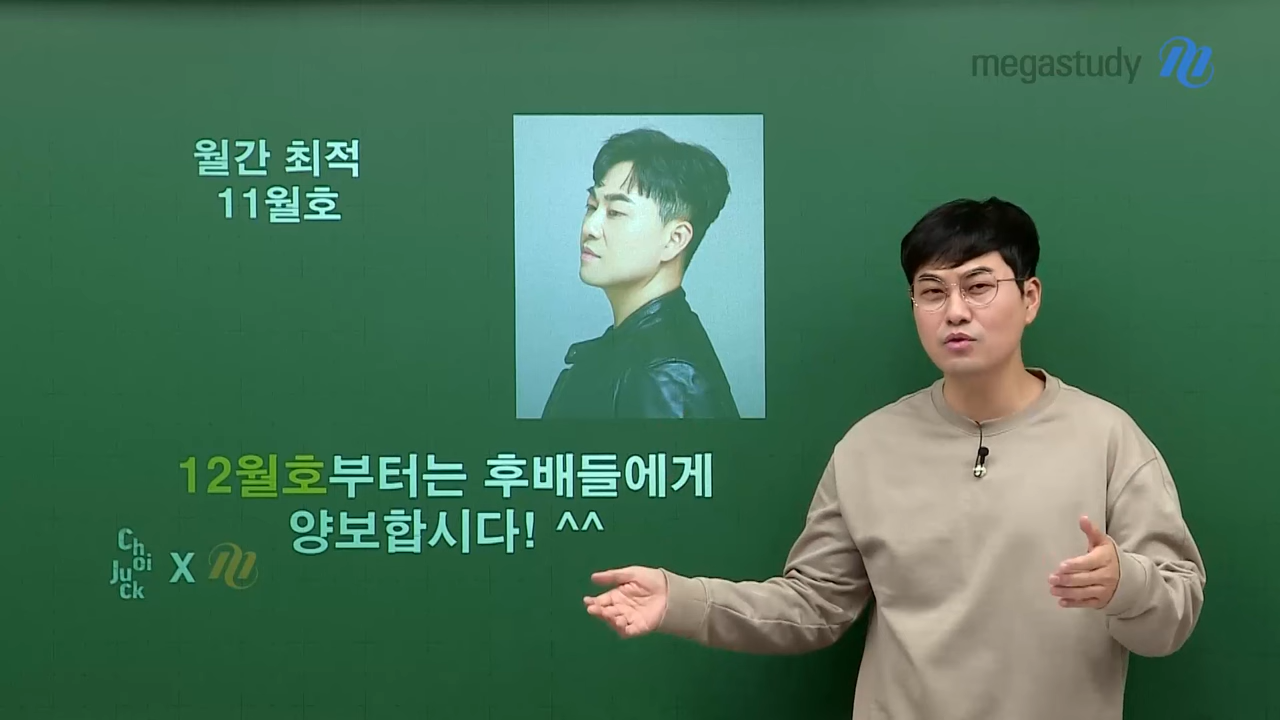 megastudy
월간 최적
11월호
12월호부터는 후배들에게
양보합시다! ^^
Choi
Juck
X